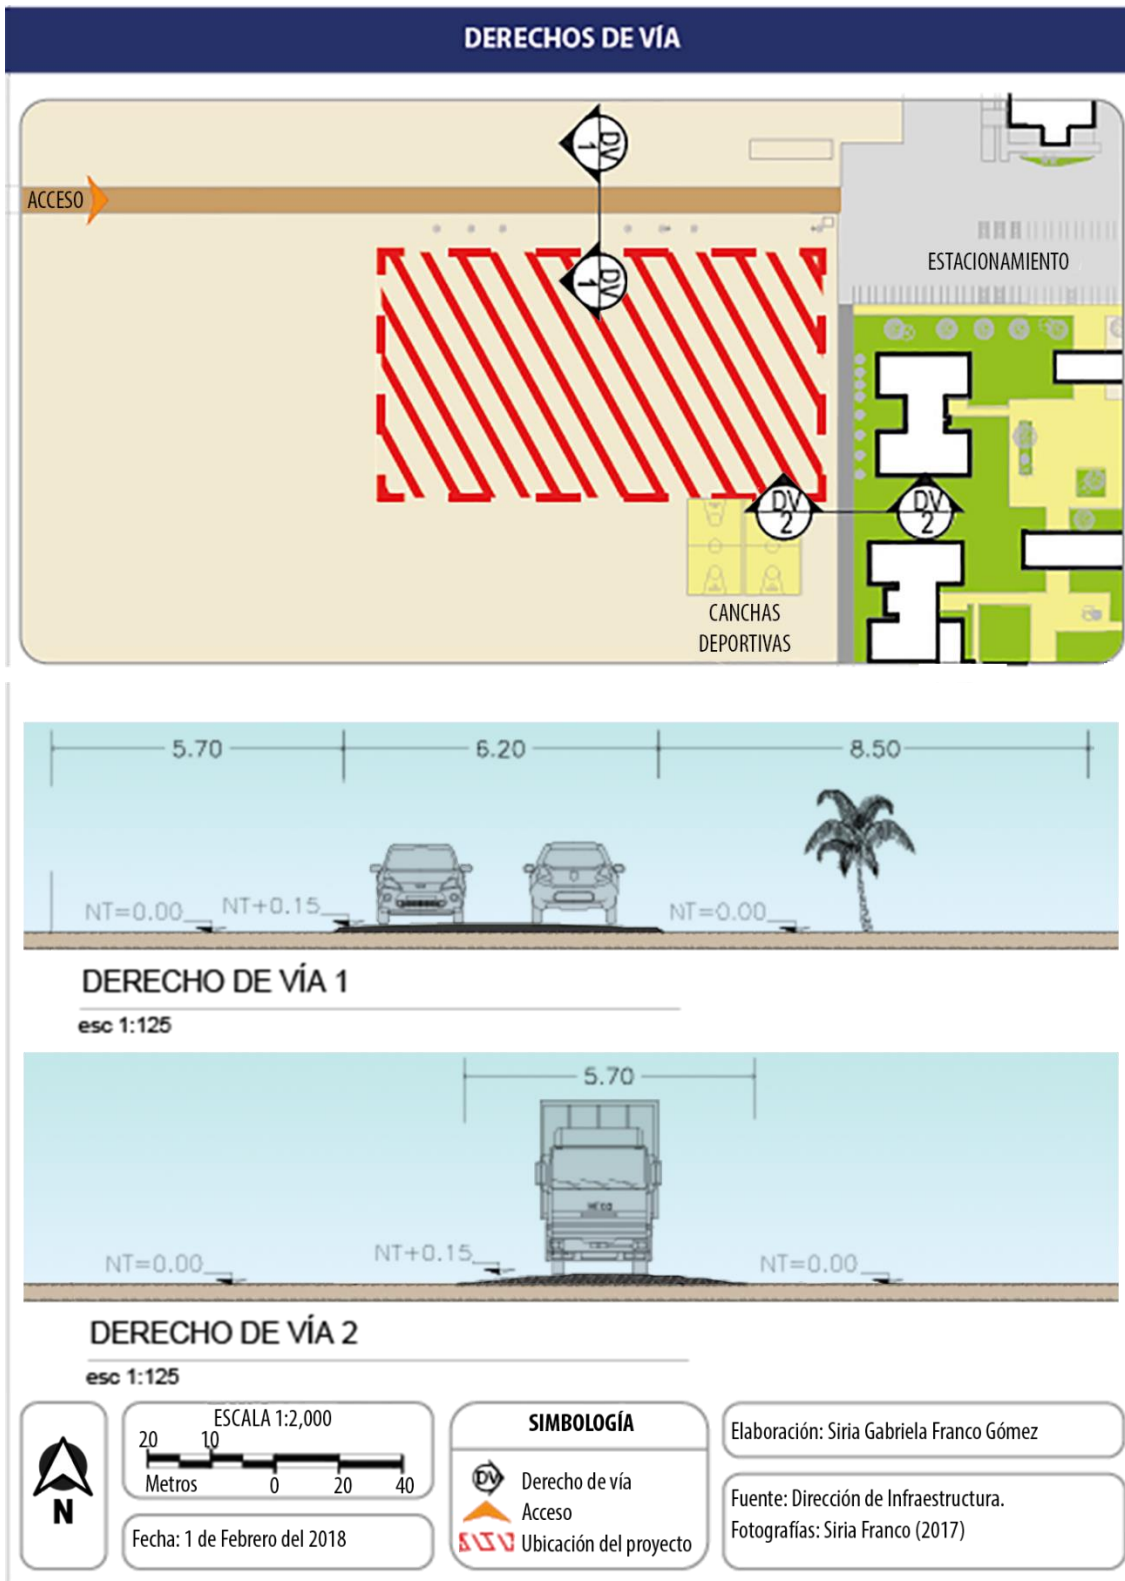 DERECHOS DE VÍA
DV
1
ACCESO
DV
1
ESTACIONAMIENTO
DV
2
DV
2
CANCHAS
DEPORTIVAS
5.70
6.20
8.50
NT=0.00
NT+0.15
NT=0.00
DERECHO DE VÍA 1
esc 1:125
5.70
NT=0.00
NT+0.15
NT=0.00
DERECHO DE VÍA 2
esc 1:125
N
ESCALA 1:2,000
20 10
Metros 0 20 40
Fecha: 1 de Febrero del 2018
SIMBOLOGÍA
DV Derecho de vía
Acceso
Ubicación del proyecto
Elaboración: Siria Gabriela Franco Gómez
Fuente: Dirección de Infraestructura.
Fotografías: Siria Franco (2017)